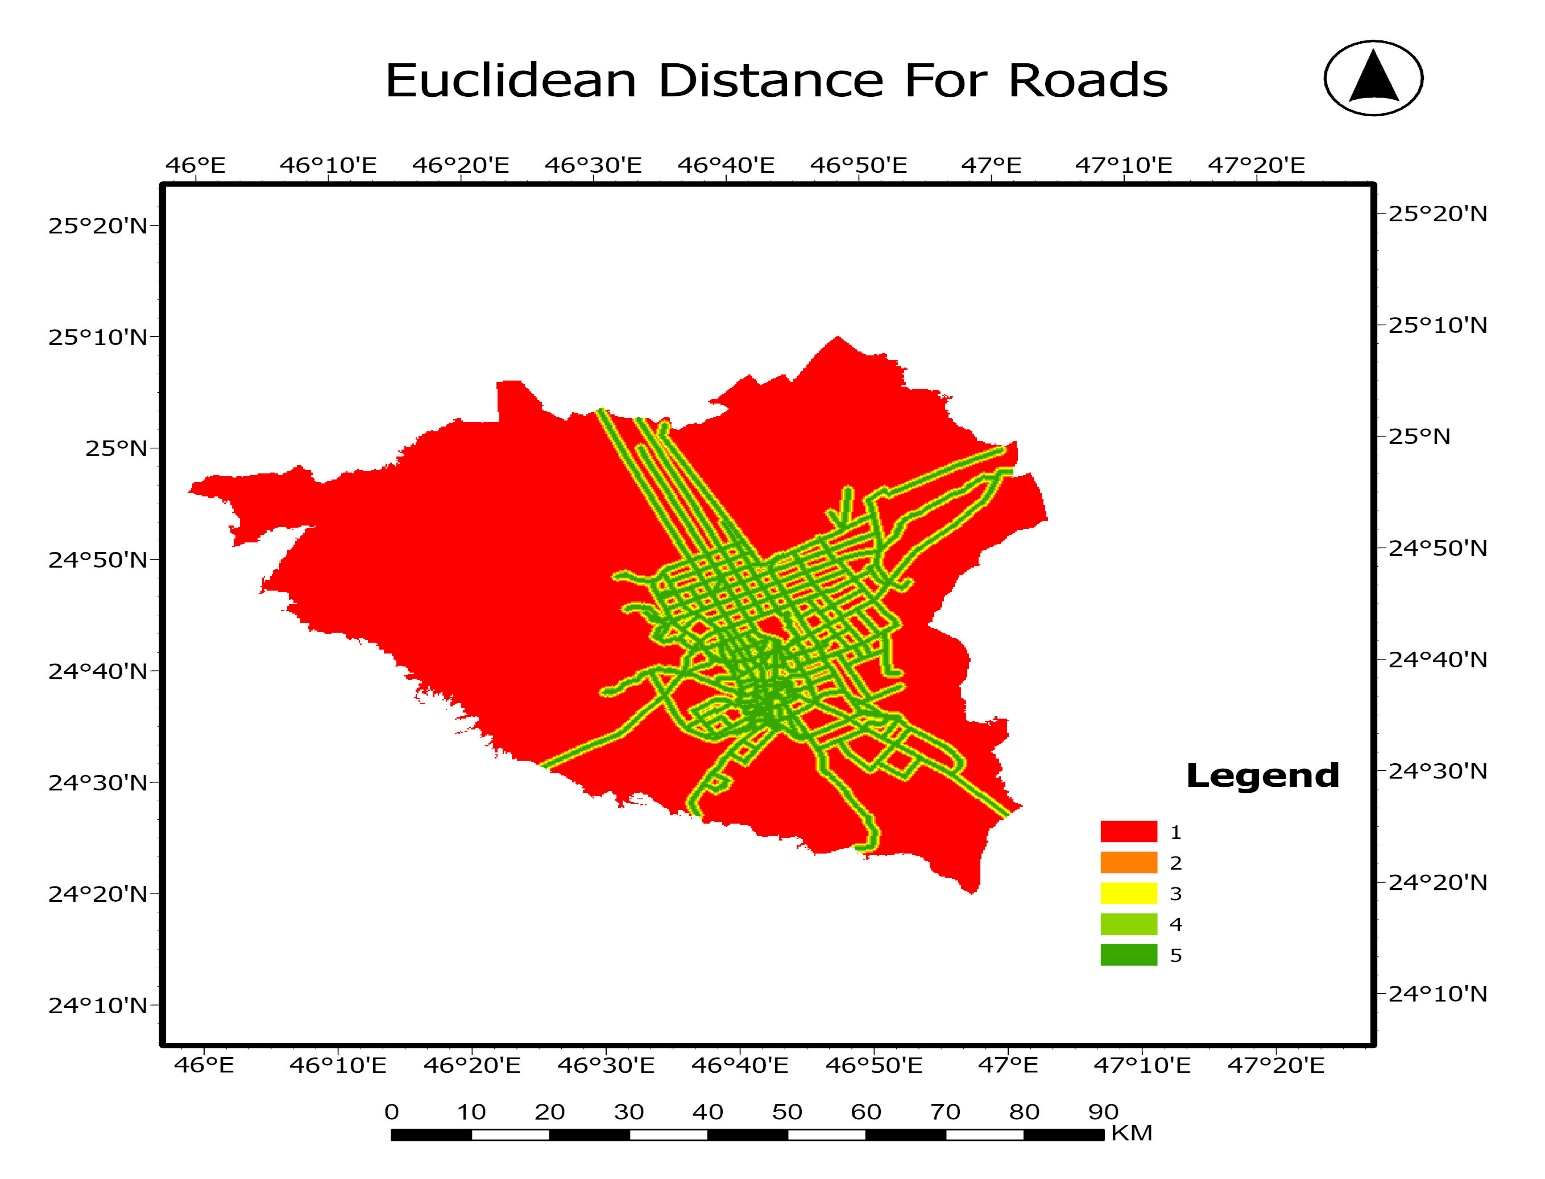 Euclidean Distance For Roads
46°E 46°10'E 46°20'E 46°30'E 46°40'E 46°50'E 47°E 47°10'E 47°20'E
25°20'N 25°20'N
25°10'N 25°10'N
25°N 25°N
24°50'N 24°50'N
24°40'N 24°40'N
24°30'N 24°30'N
Legend
1
2
3
4
5
24°20'N 24°20'N
24°10'N 24°10'N
46°E 46°10'E 46°20'E 46°30'E 46°40'E 46°50'E 47°E 47°10'E 47°20'E
0 10 20 30 40 50 60 70 80 90
KM